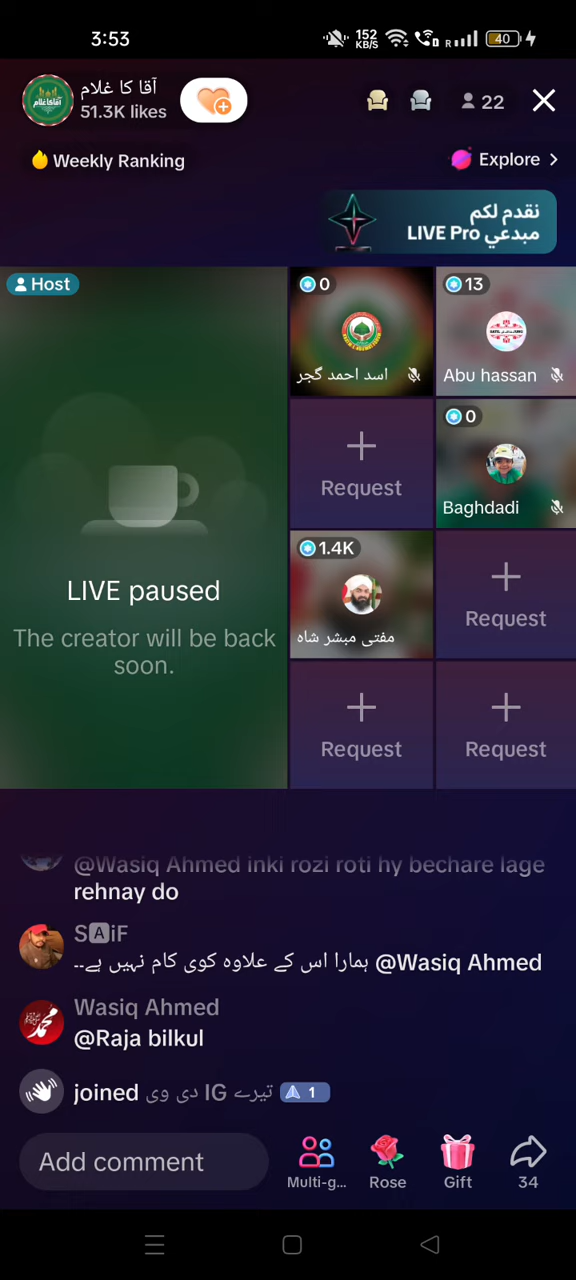 3:53
152
KB/S
R
40
آقا کا غلام
51.3K likes
22
Weekly Ranking
Explore
نقدم لكم
مبدعي LIVE Pro
Host
0
اسد احمد گجر
13
Abu hassan
Request
0
Baghdadi
1.4K
مفتی مبشر شاہ
Request
Request
Request
LIVE paused
The creator will be back
soon.
@Wasiq Ahmed inki rozi roti hy bechare lage
rehnay do
S🅰iF
@Wasiq Ahmed ہمارا اس کے علاوہ کوی کام نہیں ہے۔۔
Wasiq Ahmed
@Raja bilkul
تیرے IG دی وی joined
1
Add comment
Multi-g...
Rose
Gift
34